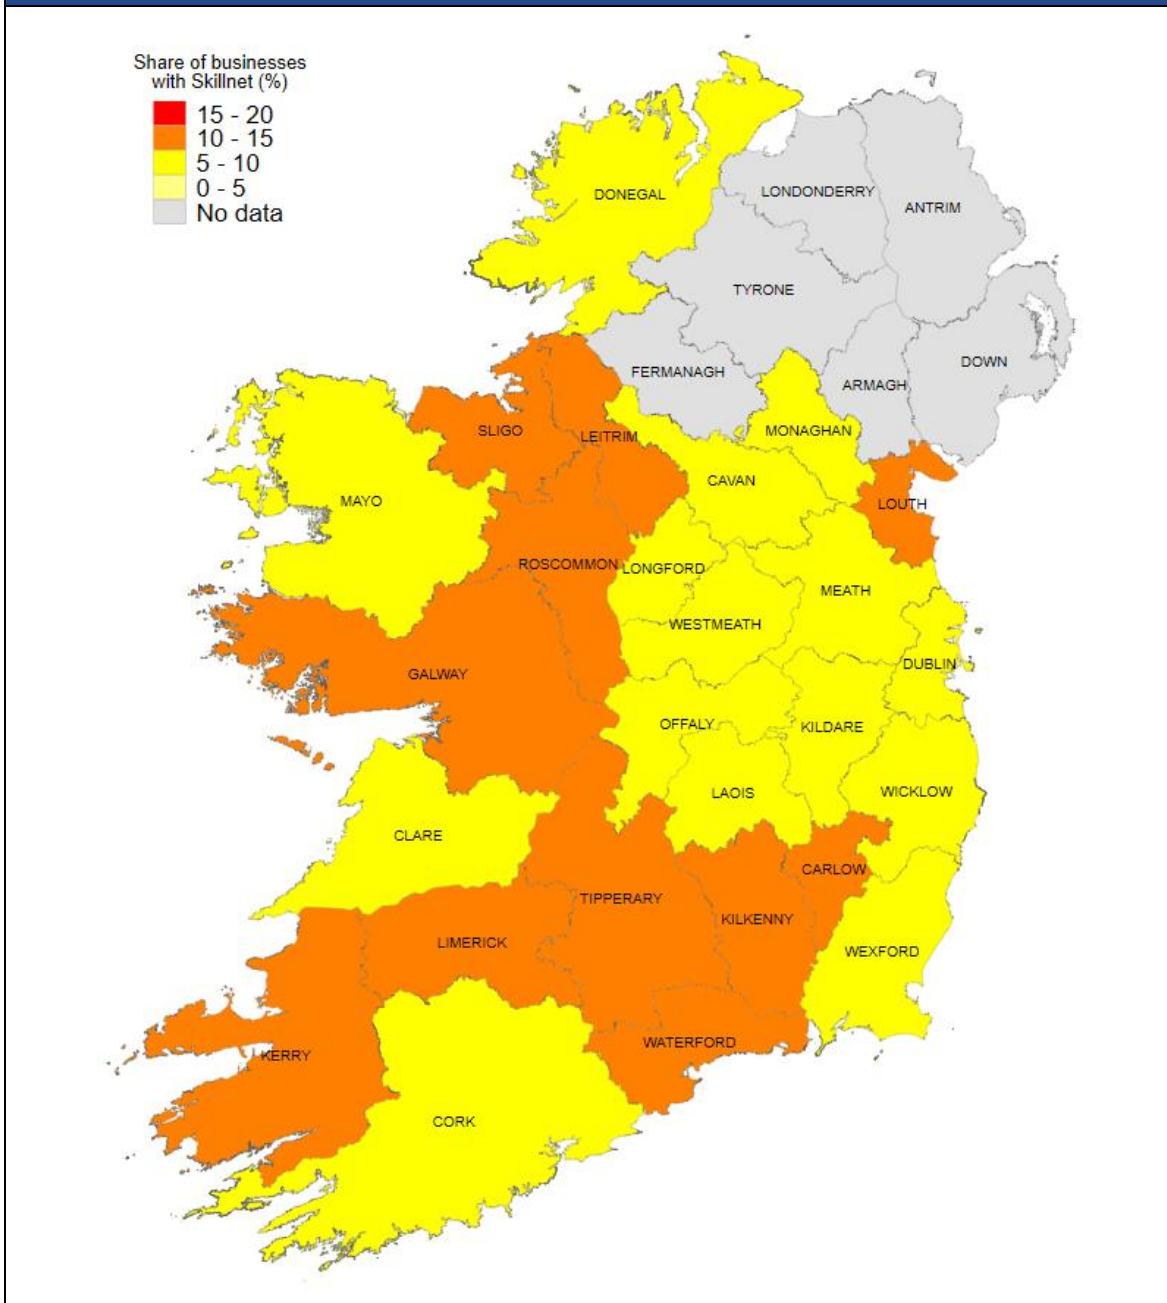 Share of businesses
with Skillnet (%)
15 - 20
10 - 15
5 - 10
0 - 5
No data
DONEGAL
LONDONDERRY
ANTRIM
TYRONE
FERMANAGH
ARMAGH
DOWN
SLIGO
LEITRIM
MONAGHAN
CAVAN
MAYO
LOUTH
ROSCOMMON
LONGFORD
MEATH
WESTMEATH
DUBLIN
GALWAY
OFFALY
KILDARE
LAOIS
WICKLOW
CLARE
CARLOW
TIPPERARY
KILKENNY
LIMERICK
WEXFORD
WATERFORD
KERRY
CORK